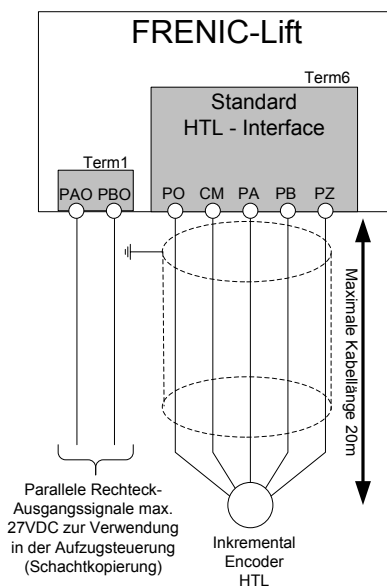 FRENIC-Lift
Term6
Standard
HTL - Interface
Term1
PAO PBO
PO CM PA PB PZ
Maximale Kabellänge 20m
Parallele Rechteck-
Ausgangssignale max.
27VDC zur Verwendung
in der Aufzugsteuerung
(Schachtkopierung)
Inkremental
Encoder
HTL